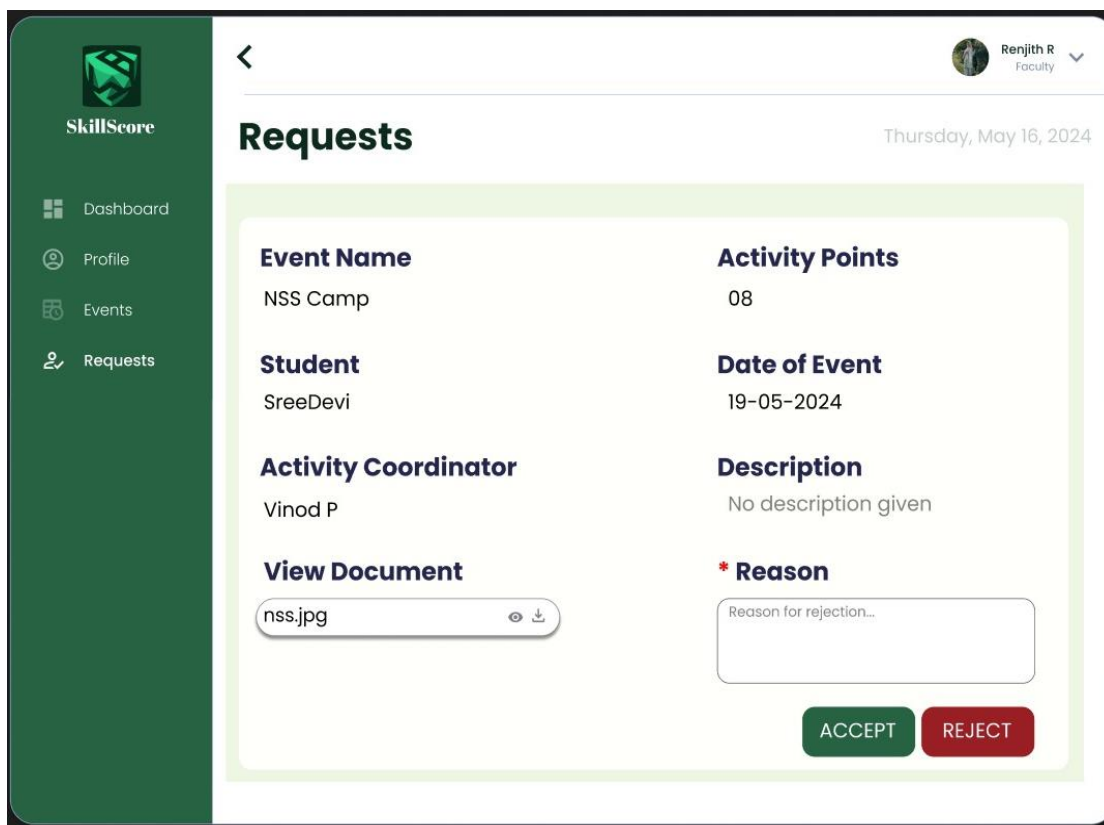 SkillScore
Dashboard
Profile
Events
Requests
Renjith R
Faculty
Requests
Thursday, May 16, 2024
Event Name
NSS Camp
Activity Points
08
Student
SreeDevi
Date of Event
19-05-2024
Activity Coordinator
Vinod P
Description
No description given
View Document
nss.jpg
* Reason
Reason for rejection...
ACCEPT
REJECT